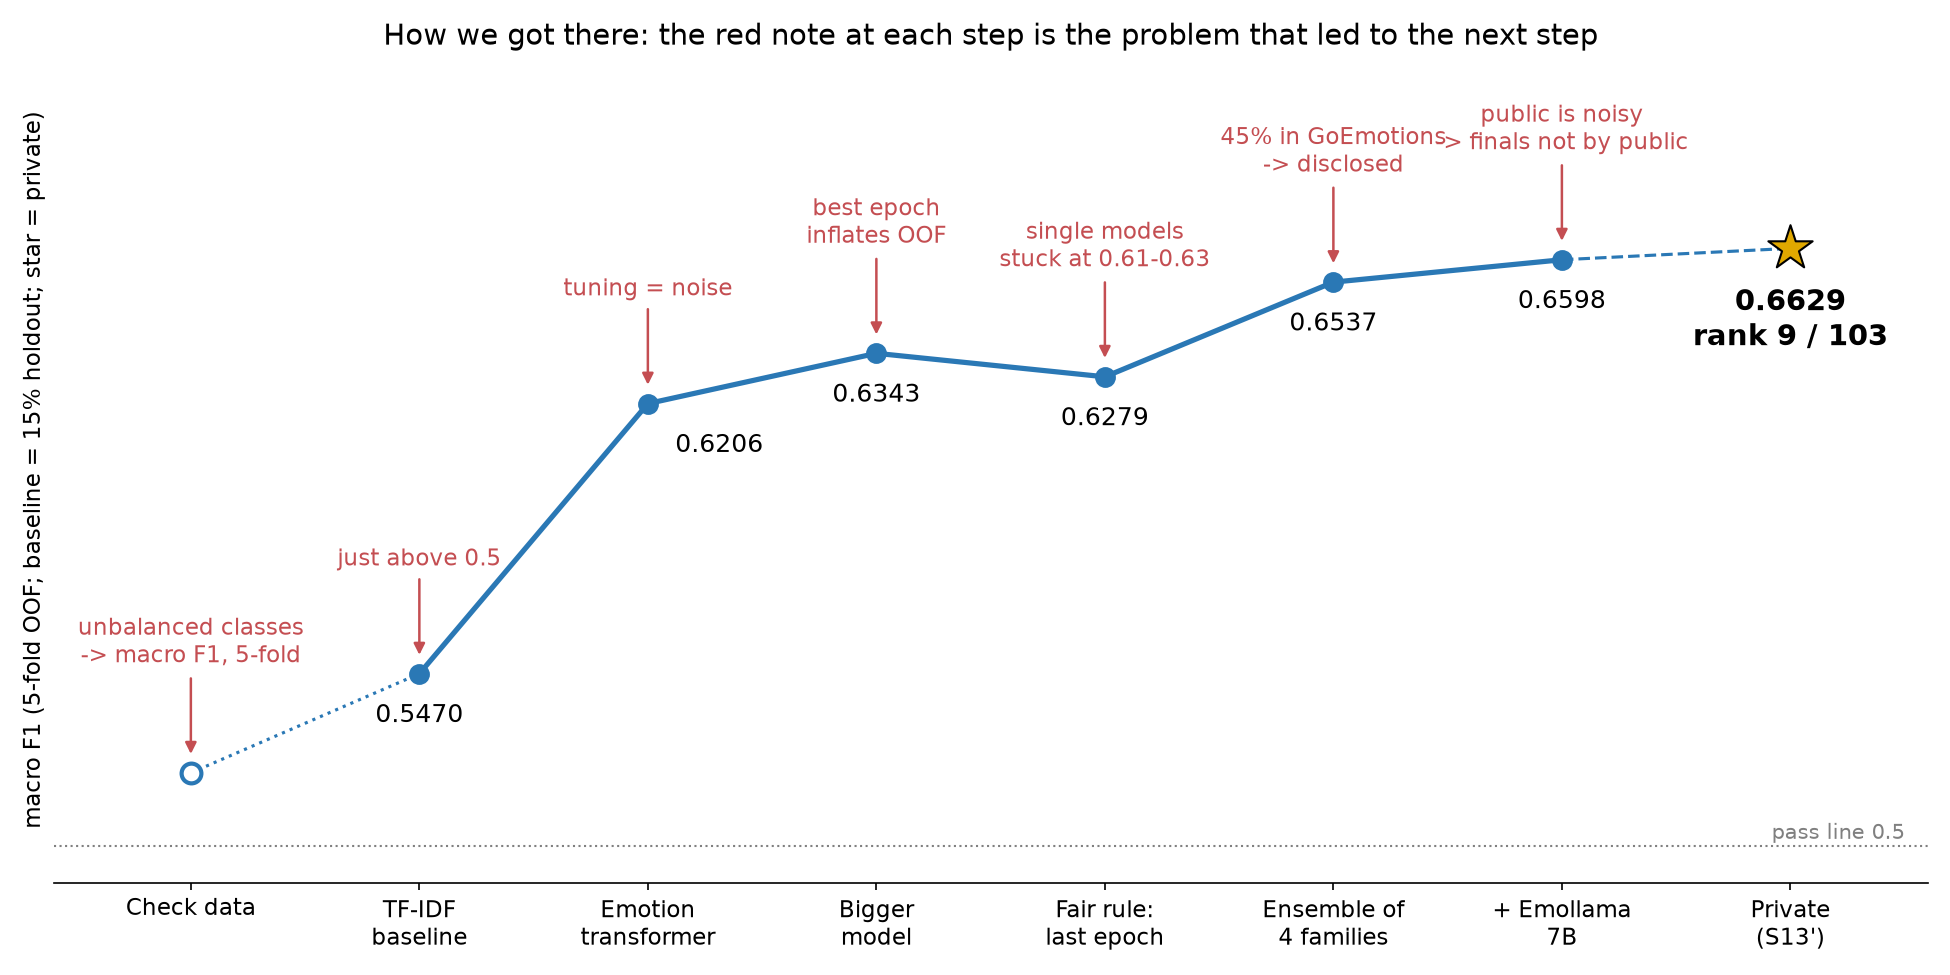 How we got there: the red note at each step is the problem that led to the next step
macro F1 (5-fold OOF; baseline = 15% holdout; star = private)
unbalanced classes
-> macro F1, 5-fold
just above 0.5
0.5470
tuning = noise
0.6206
best epoch
inflates OOF
0.6343
single models
stuck at 0.61-0.63
0.6279
45% in GoEmotions
-> disclosed
0.6537
public is noisy
> finals not by public
0.6598
0.6629
rank 9 / 103
pass line 0.5
Check data
TF-IDF
baseline
Emotion
transformer
Bigger
model
Fair rule:
last epoch
Ensemble of
4 families
+ Emollama
7B
Private
(S13')